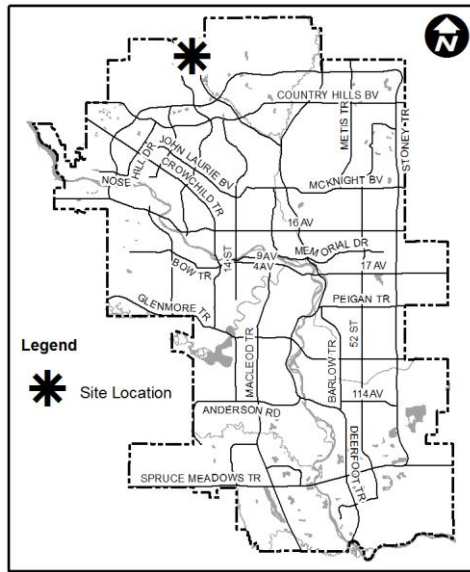 N
COUNTRY HILLS BV
METIS TR
STONEY TR
JOHN LAURIE BV
NOSE HILL DR
CROWCHILD TR
MCKNIGHT BV
16 AV
14 ST
9 AV
MEMORIAL DR
4 AV
17 AV
BOW TR
PEIGAN TR
GLENMORE TR
52 ST
Legend
Site Location
MACLEOD TR
BARLOW TR
114 AV
ANDERSON RD
DEERFOOT TR
SPRUCE MEADOWS TR